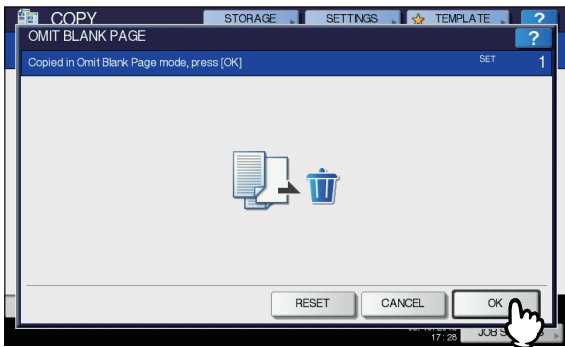 COPY
STORAGE
SETTINGS
TEMPLATE
?
OMIT BLANK PAGE
?
Copied in Omit Blank Page mode, press [OK]
SET
1
RESET
CANCEL
OK
17:28
JOB S